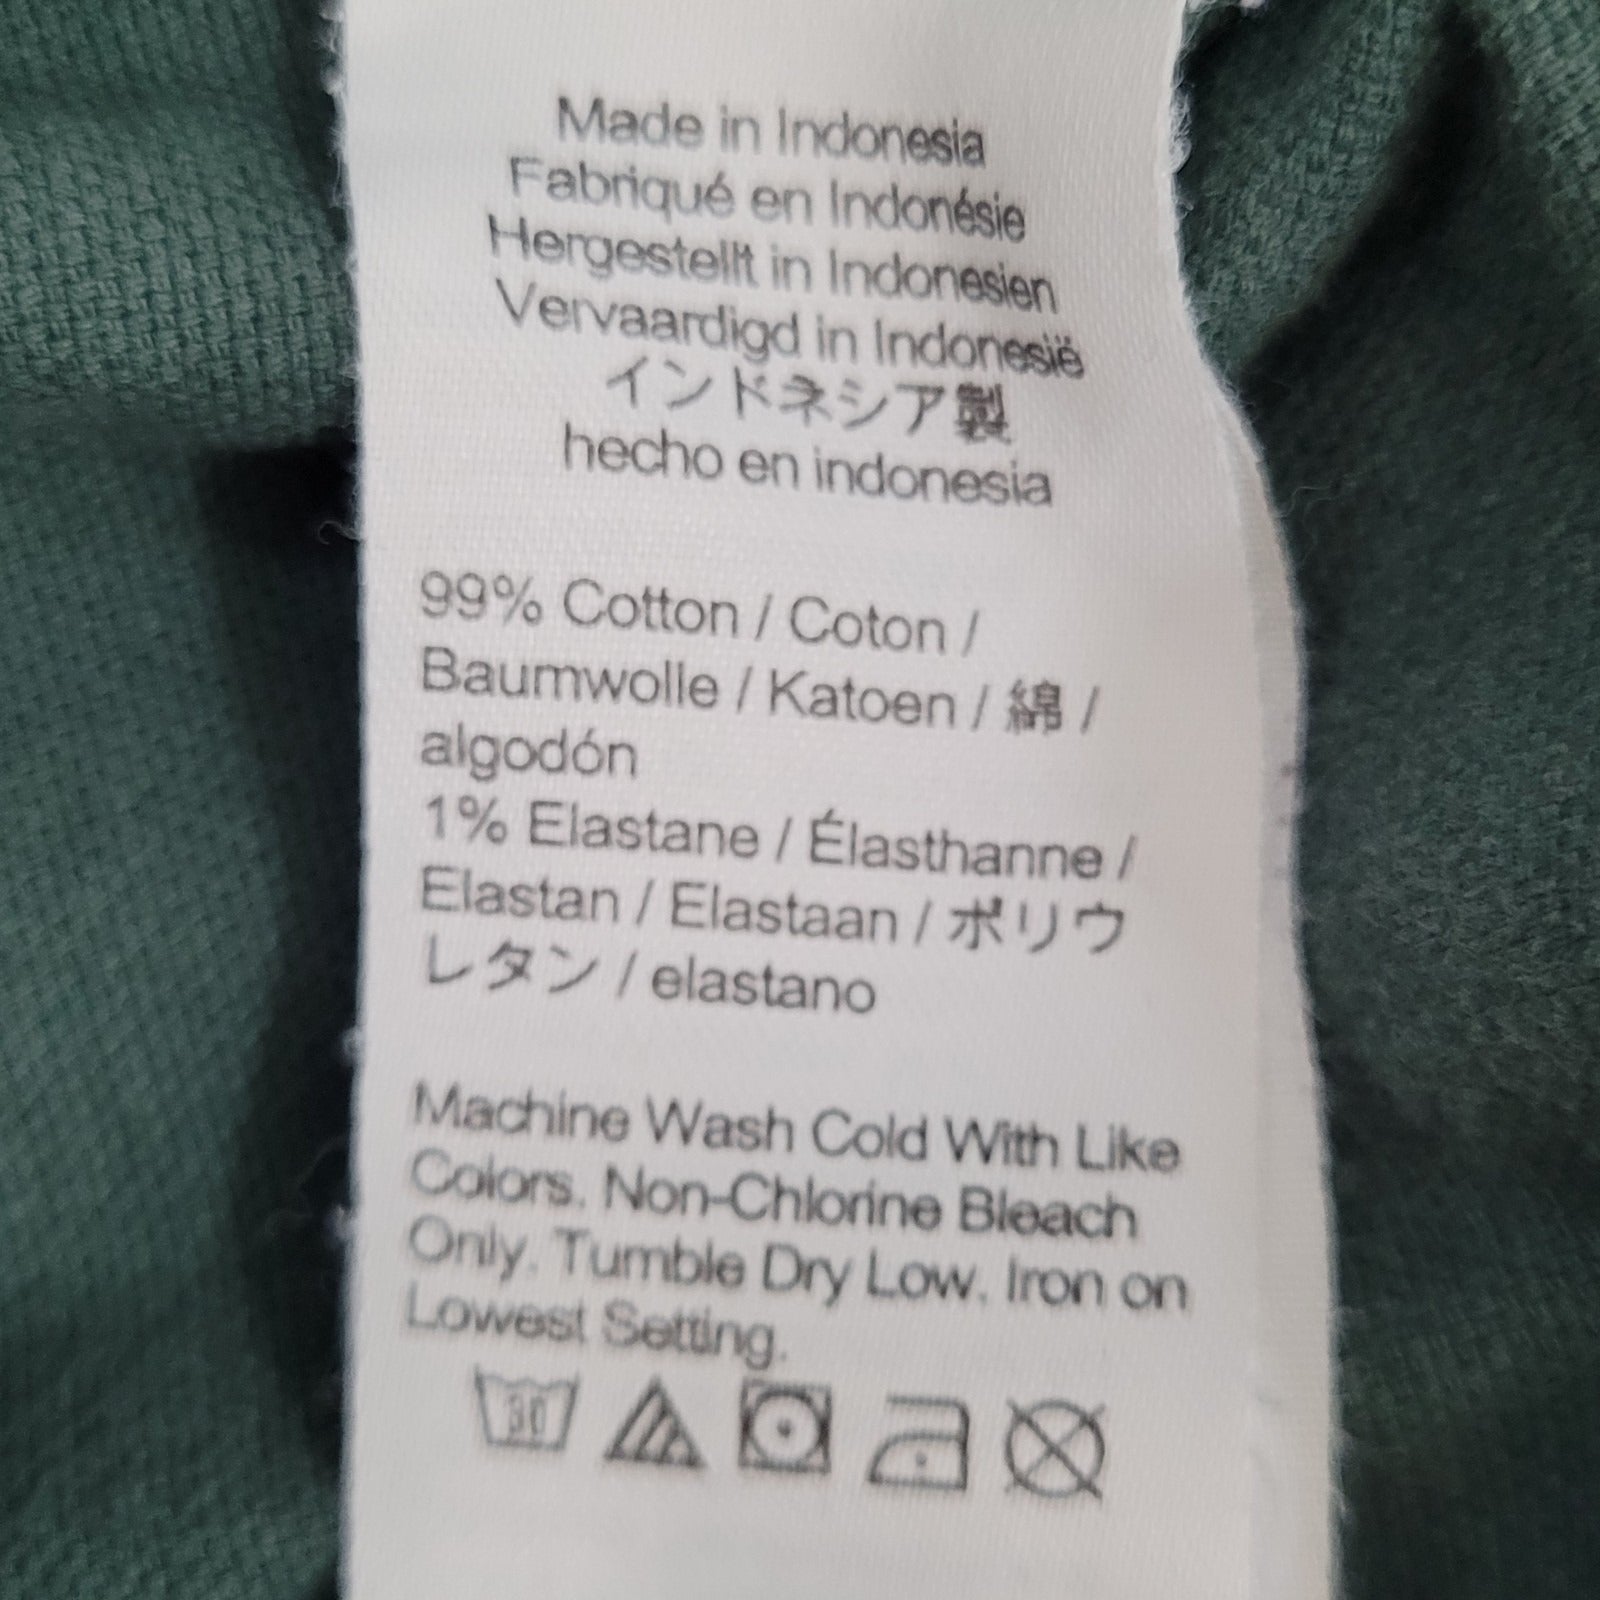 Made in Indonesia
Fabriqué en Indonésie
Hergestellt in Indonesien
Vervaardigd in Indonesië
インドネシア製
hecho en indonesia
99% Cotton / Coton /
Baumwolle / Katoen / 綿 /
algodón
1% Elastane / Élasthanne /
Elastan / Elastaan / ポリウ
レタン / elastano
Machine Wash Cold With Like
Colors. Non-Chlorine Bleach
Only. Tumble Dry Low. Iron on
Lowest Setting.
30